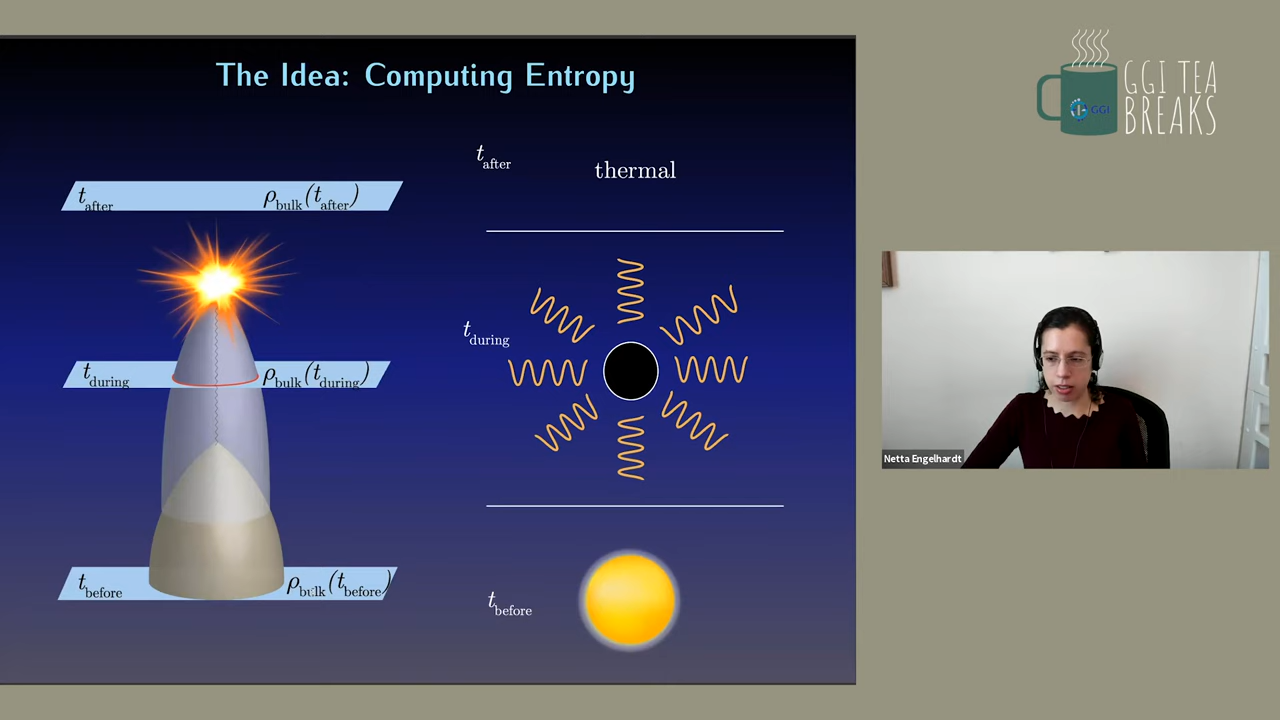 The Idea: Computing Entropy
t_after ρ_bulk(t_after)
t_during ρ_bulk(t_during)
t_before ρ_bulk(t_before)
t_after thermal
t_during
t_before
GGI TEA
BREAKS
GGI
Netta Engelhardt